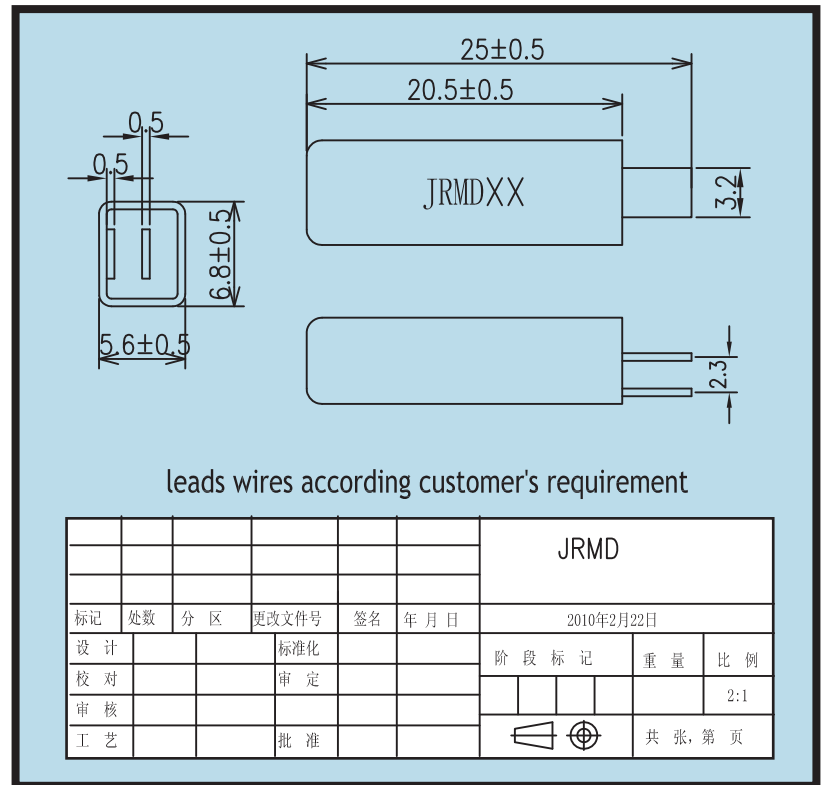 25±0.5
20.5±0.5
0.5
0.5
JRMDXX
3.2
6.8±0.5
5.6±0.5
2.3
leads wires according customer's requirement
JRMD
标记 处数 分 区 更改文件号 签名 年 月 日 2010年2月22日
设 计 标准化 阶 段 标 记 重 量 比 例
校 对 审 定
审 核 2:1
工 艺 批 准 共 张,第 页